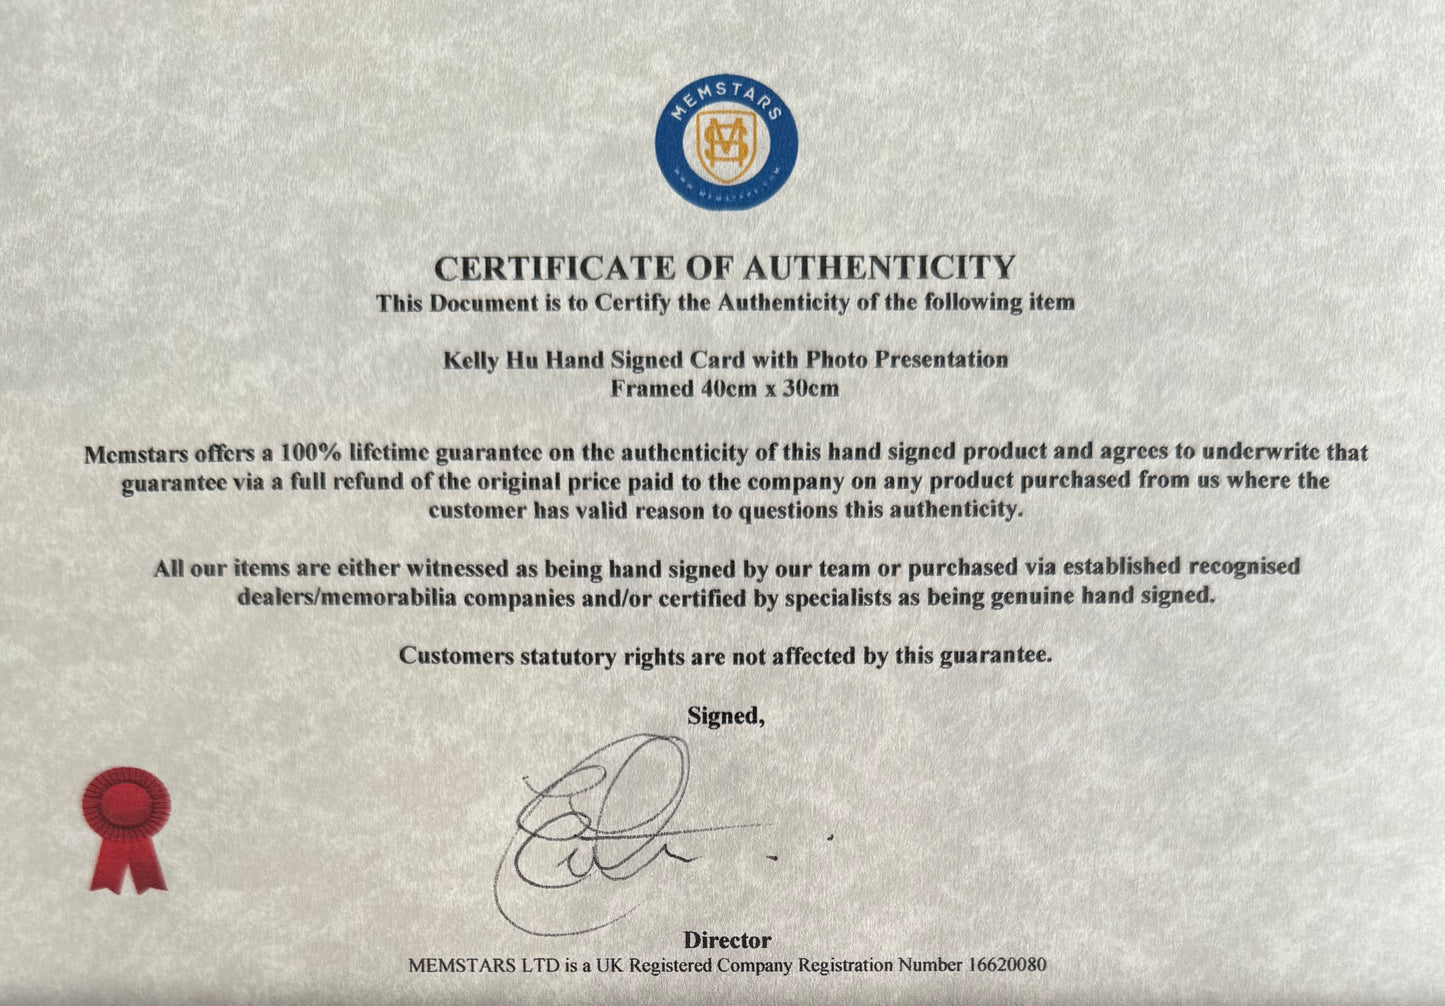 MEMSTARS
MS
WWW.MEMSTARS.COM
CERTIFICATE OF AUTHENTICITY
This Document is to Certify the Authenticity of the following item
Kelly Hu Hand Signed Card with Photo Presentation
Framed 40cm x 30cm
Memstars offers a 100% lifetime guarantee on the authenticity of this hand signed product and agrees to underwrite that
guarantee via a full refund of the original price paid to the company on any product purchased from us where the
customer has valid reason to questions this authenticity.
All our items are either witnessed as being hand signed by our team or purchased via established recognised
dealers/memorabilia companies and/or certified by specialists as being genuine hand signed.
Customers statutory rights are not affected by this guarantee.
Signed,
Director
MEMSTARS LTD is a UK Registered Company Registration Number 16620080